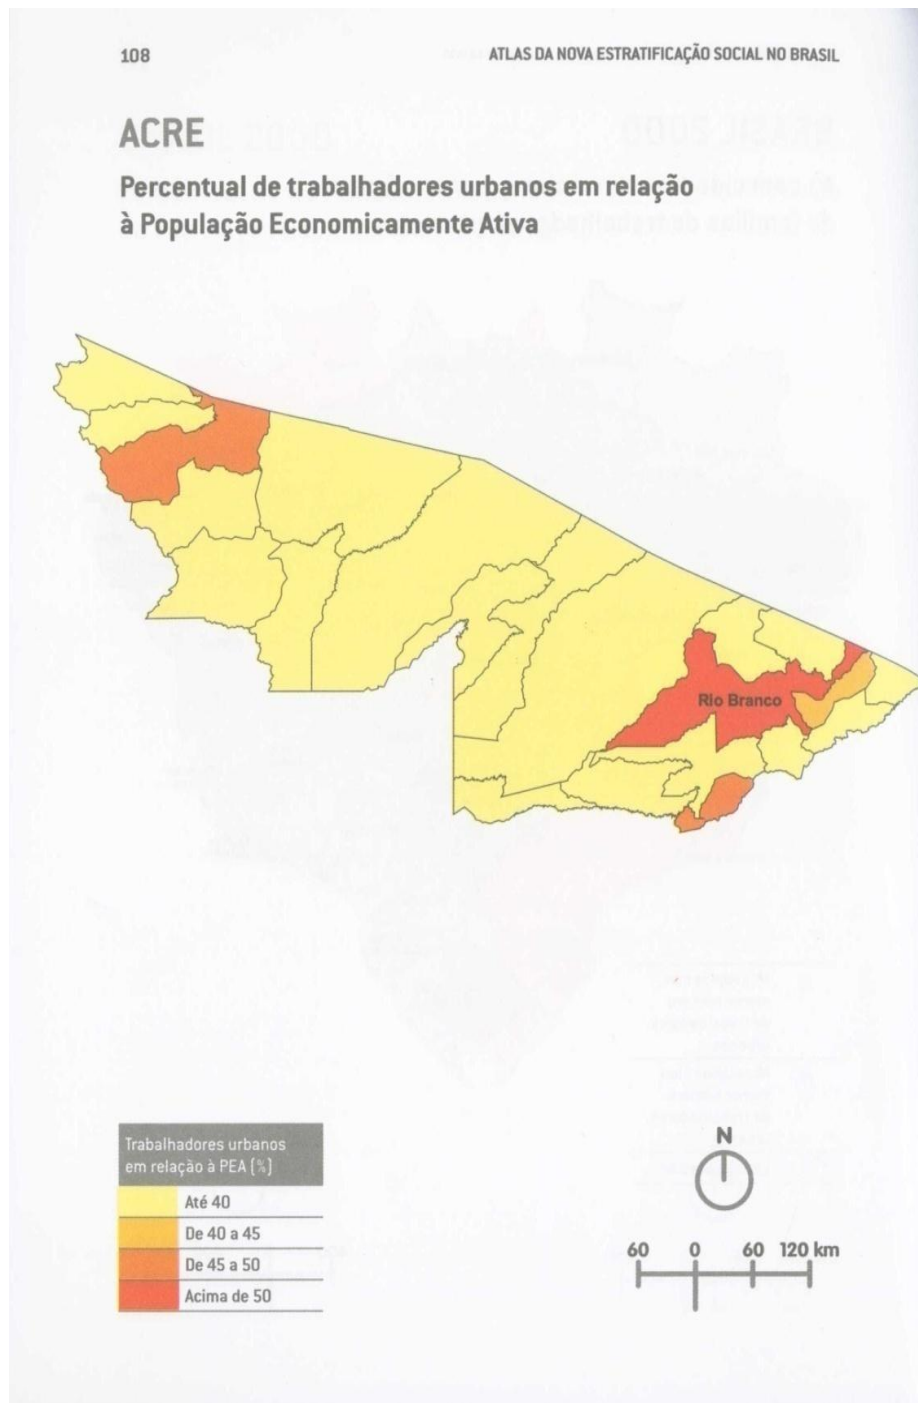 108
ATLAS DA NOVA ESTRATIFICAÇÃO SOCIAL NO BRASIL
ACRE
Percentual de trabalhadores urbanos em relação
à População Economicamente Ativa
Rio Branco
Trabalhadores urbanos
em relação à PEA (%)
Até 40
De 40 a 45
De 45 a 50
Acima de 50
N
60 0 60 120 km